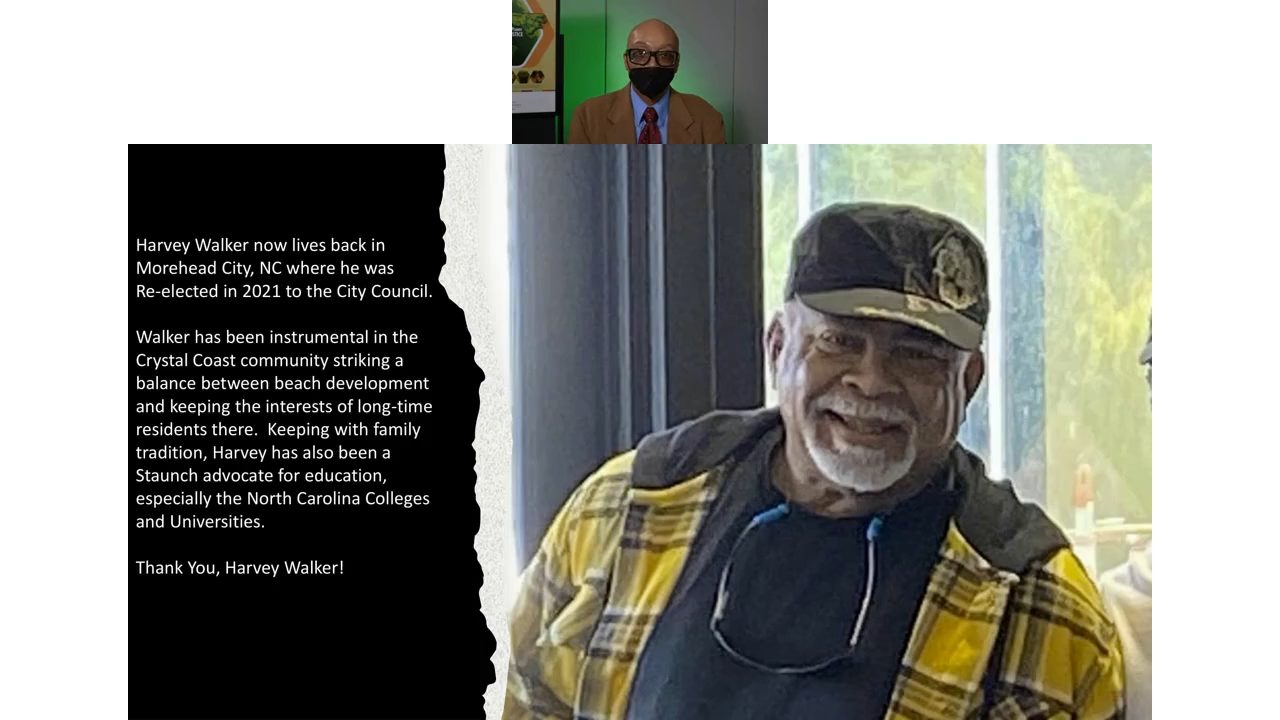 Harvey Walker now lives back in
Morehead City, NC where he was
Re-elected in 2021 to the City Council.
Walker has been instrumental in the
Crystal Coast community striking a
balance between beach development
and keeping the interests of long-time
residents there.  Keeping with family
tradition, Harvey has also been a
Staunch advocate for education,
especially the North Carolina Colleges
and Universities.
Thank You, Harvey Walker!